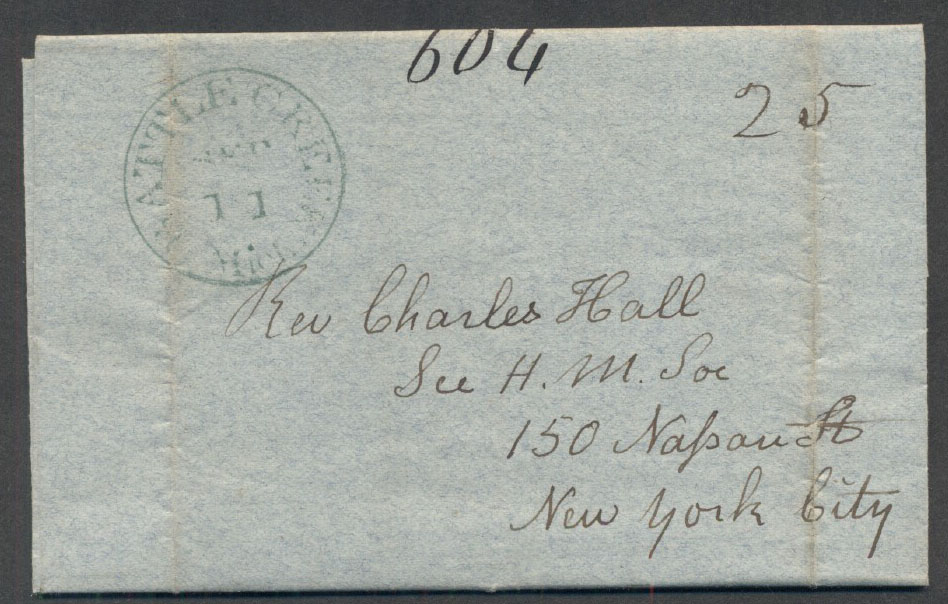 604
25
BATTLE CREEK
11
Mich.
Rev Charles Hall
Sec H. M. Soc
150 Naſsau St
New York City